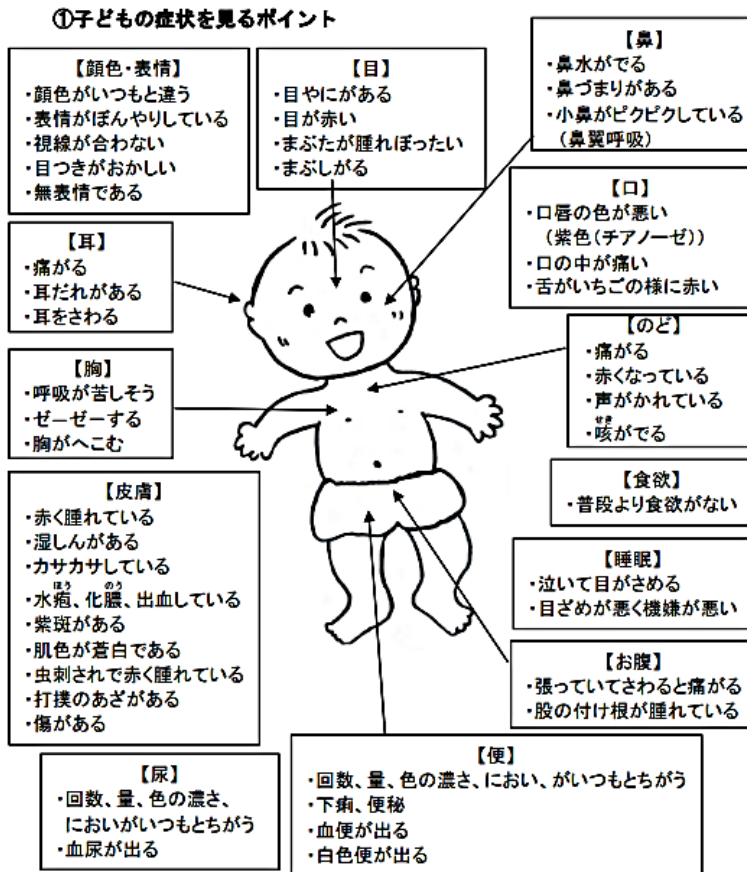 ①子どもの症状を見るポイント
【顔色・表情】
・顔色がいつもと違う
・表情がぼんやりしている
・視線が合わない
・目つきがおかしい
・無表情である
【目】
・目やにがある
・目が赤い
・まぶたが腫れぼったい
・まぶしがる
【鼻】
・鼻水がでる
・鼻づまりがある
・小鼻がピクピクしている
（鼻翼呼吸）
【口】
・口唇の色が悪い
（紫色（チアノーゼ））
・口の中が痛い
・舌がいちごの様に赤い
【耳】
・痛がる
・耳だれがある
・耳をさわる
【のど】
・痛がる
・赤くなっている
・声がかれている
せき
・咳がでる
【胸】
・呼吸が苦しそう
・ゼーゼーする
・胸がへこむ
【食欲】
・普段より食欲がない
【皮膚】
・赤く腫れている
・湿しんがある
・カサカサしている
ほう のう
・水疱、化膿、出血している
・紫斑がある
・肌色が蒼白である
・虫刺されで赤く腫れている
・打撲のあざがある
・傷がある
【睡眠】
・泣いて目がさめる
・目ざめが悪く機嫌が悪い
【お腹】
・張っていてさわると痛がる
・股の付け根が腫れている
【尿】
・回数、量、色の濃さ、
においがいつもとちがう
・血尿が出る
【便】
・回数、量、色の濃さ、におい、がいつもとちがう
・下痢、便秘
・血便が出る
・白色便が出る